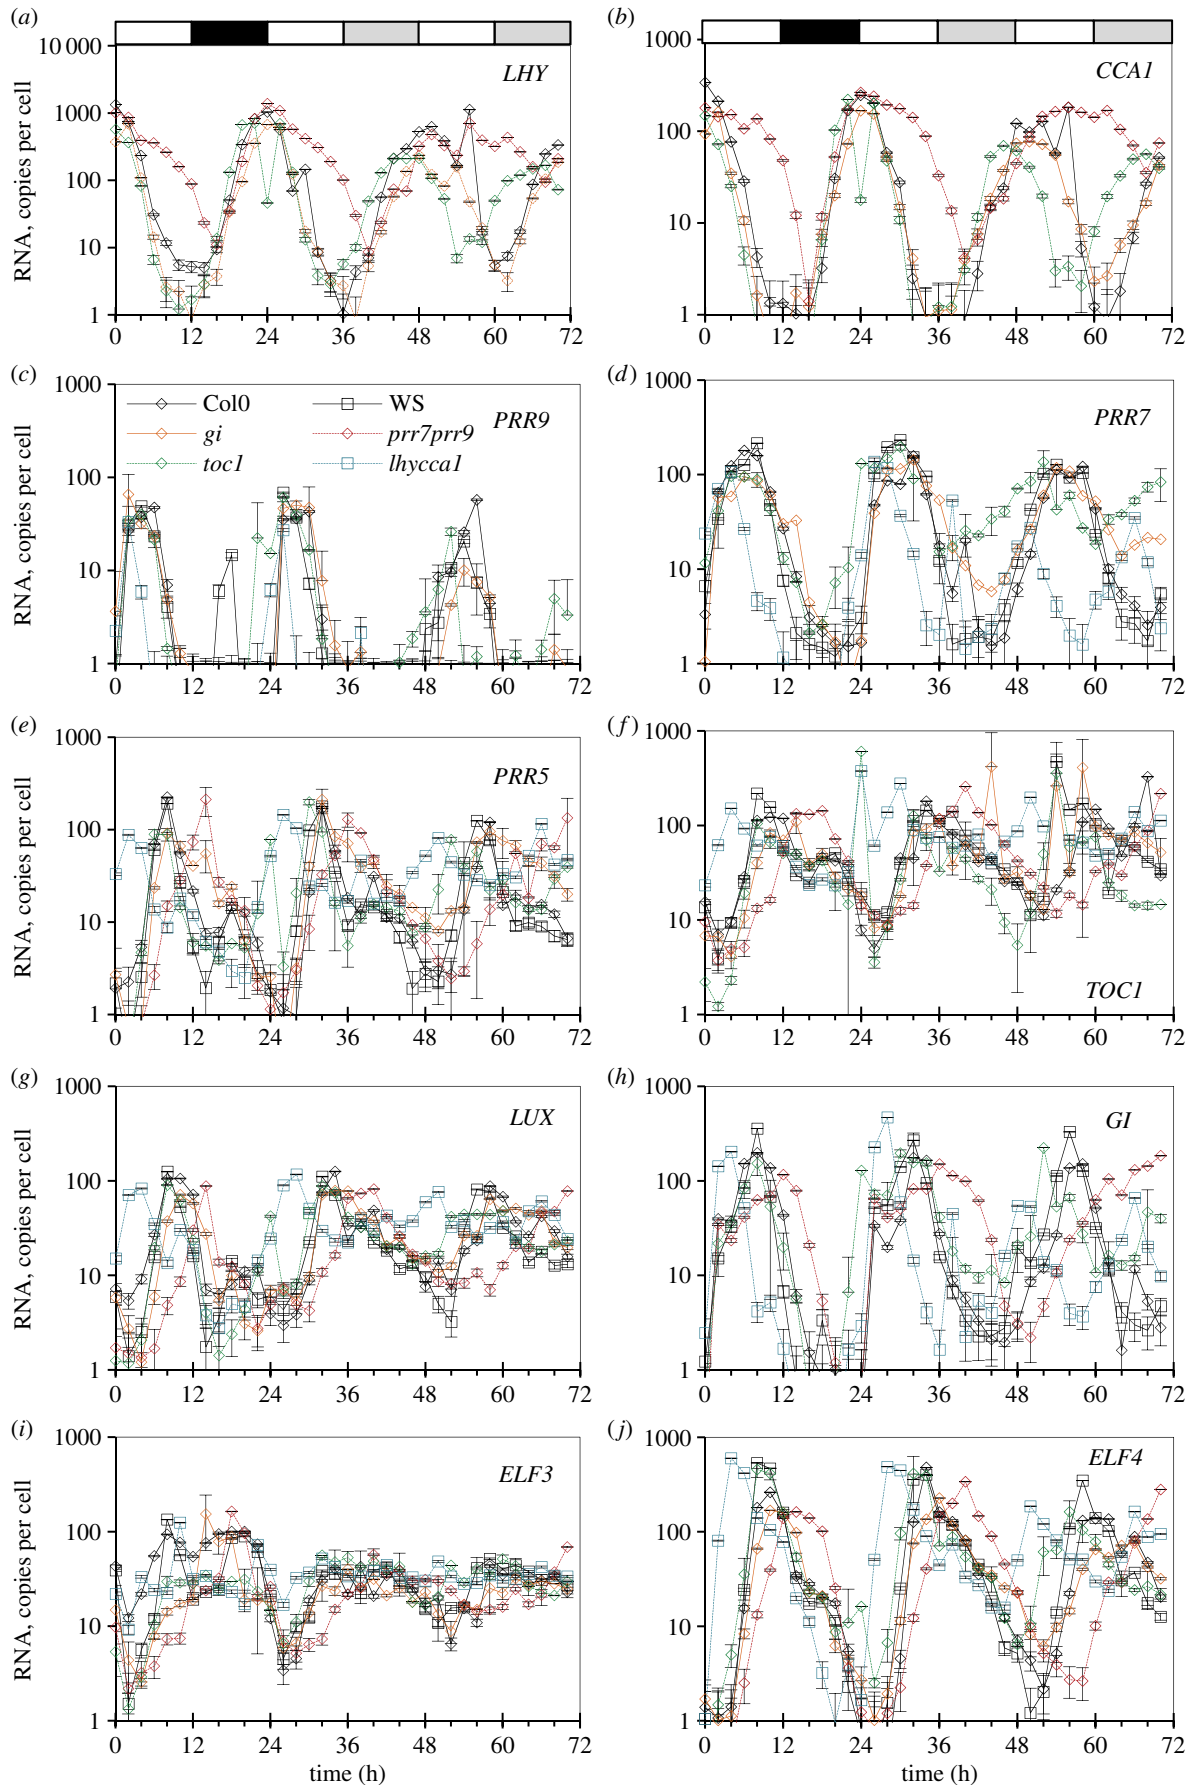 (a)
(b)
10 000
1000
100
10
1
LHY
RNA, copies per cell
0 12 24 36 48 60 72
1000
100
10
1
CCA1
0 12 24 36 48 60 72
(c)
(d)
1000
100
10
1
Col0 WS
gi prr7prr9
toc1 lhycca1
PRR9
RNA, copies per cell
0 12 24 36 48 60 72
1000
100
10
1
PRR7
0 12 24 36 48 60 72
(e)
(f)
1000
100
10
1
PRR5
RNA, copies per cell
0 12 24 36 48 60 72
1000
100
10
1
TOC1
0 12 24 36 48 60 72
(g)
(h)
1000
100
10
1
LUX
RNA, copies per cell
0 12 24 36 48 60 72
1000
100
10
1
GI
0 12 24 36 48 60 72
(i)
(j)
1000
100
10
1
ELF3
RNA, copies per cell
0 12 24 36 48 60 72
time (h)
1000
100
10
1
ELF4
0 12 24 36 48 60 72
time (h)